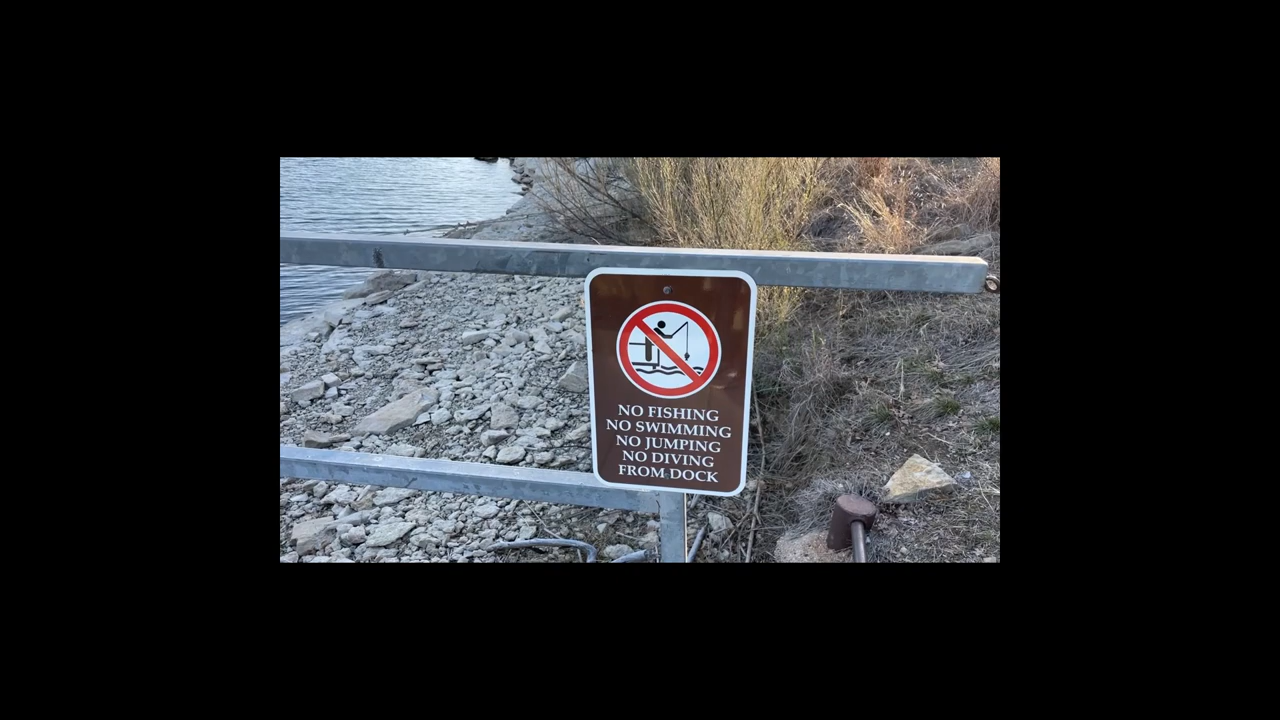 NO FISHING
NO SWIMMING
NO JUMPING
NO DIVING
FROM DOCK